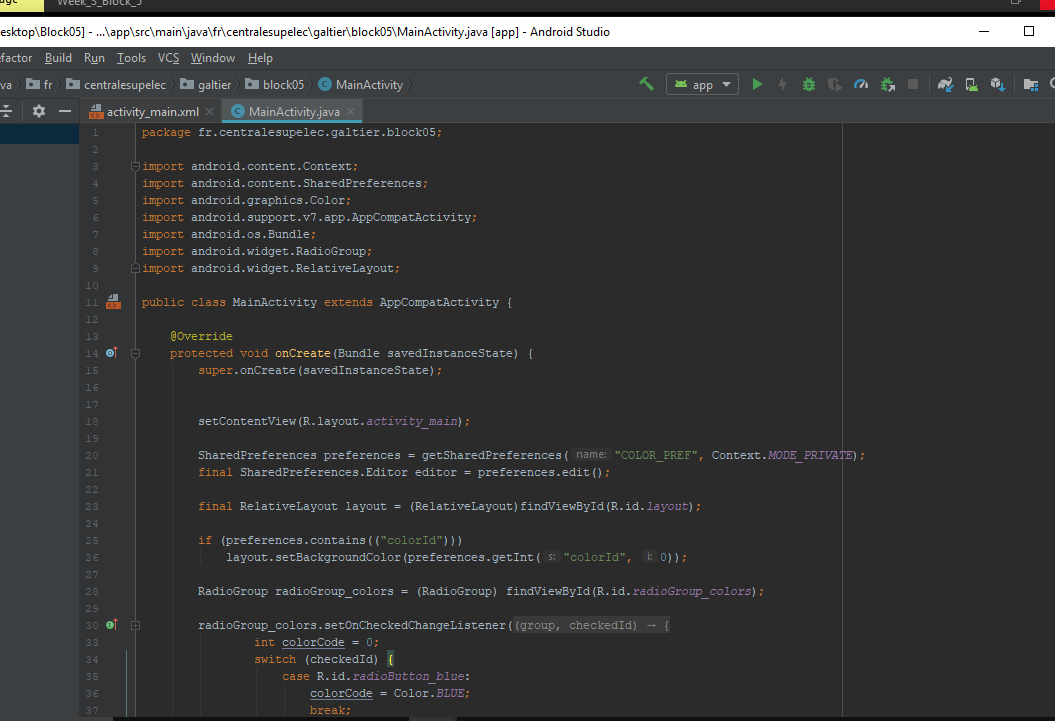 Week_3_Block_5
esktop\Block05] - ...\app\src\main\java\fr\centralesupelec\galtier\block05\MainActivity.java [app] - Android Studio
efactor Build Run Tools VCS Window Help
va fr centralesupelec galtier block05 MainActivity app
activity_main.xml MainActivity.java
1 package fr.centralesupelec.galtier.block05;
2
3 import android.content.Context;
4 import android.content.SharedPreferences;
5 import android.graphics.Color;
6 import android.support.v7.app.AppCompatActivity;
7 import android.os.Bundle;
8 import android.widget.RadioGroup;
9 import android.widget.RelativeLayout;
10
11 public class MainActivity extends AppCompatActivity {
12
13 @Override
14 protected void onCreate(Bundle savedInstanceState) {
15 super.onCreate(savedInstanceState);
16
17
18 setContentView(R.layout.activity_main);
19
20 SharedPreferences preferences = getSharedPreferences( name: "COLOR_PREF", Context.MODE_PRIVATE);
21 final SharedPreferences.Editor editor = preferences.edit();
22
23 final RelativeLayout layout = (RelativeLayout)findViewById(R.id.layout);
24
25 if (preferences.contains(("colorId")))
26 layout.setBackgroundColor(preferences.getInt( s: "colorId", i: 0));
27
28 RadioGroup radioGroup_colors = (RadioGroup) findViewById(R.id.radioGroup_colors);
29
30 radioGroup_colors.setOnCheckedChangeListener((group, checkedId) → {
33 int colorCode = 0;
34 switch (checkedId) {
35 case R.id.radioButton_blue:
36 colorCode = Color.BLUE;
37 break;